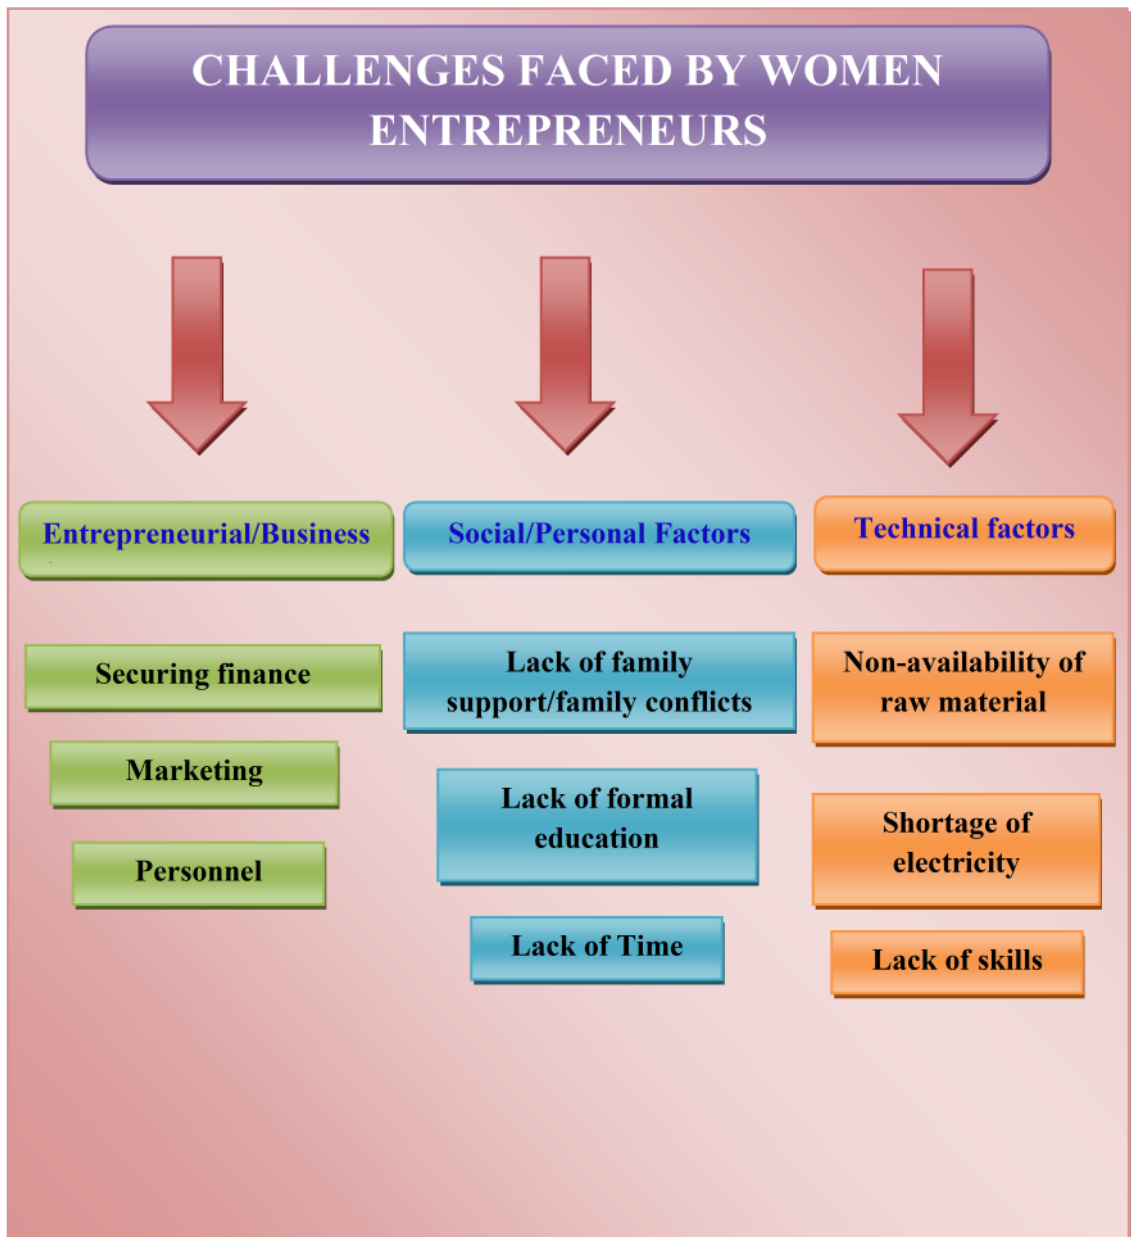 CHALLENGES FACED BY WOMEN
ENTREPRENEURS
Entrepreneurial/Business
Securing finance
Marketing
Personnel
Social/Personal Factors
Lack of family
support/family conflicts
Lack of formal
education
Lack of Time
Technical factors
Non-availability of
raw material
Shortage of
electricity
Lack of skills